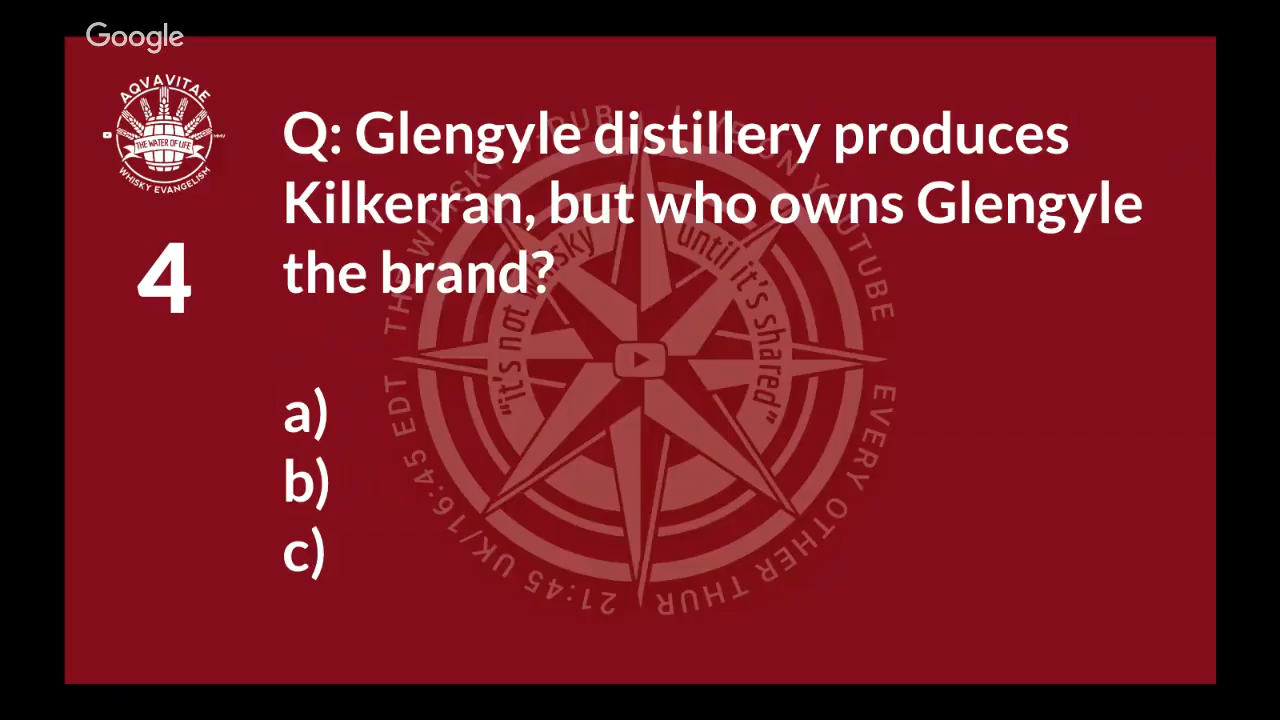 Google
AQVAVITAE
THE WATER OF LIFE
WHISKY EVANGELISM
4
Q: Glengyle distillery produces
Kilkerran, but who owns Glengyle
the brand?
a)
b)
c)
"it's not whisky until it's shared"
EVERY OTHER THUR 21:45 UK/16:45 EDT